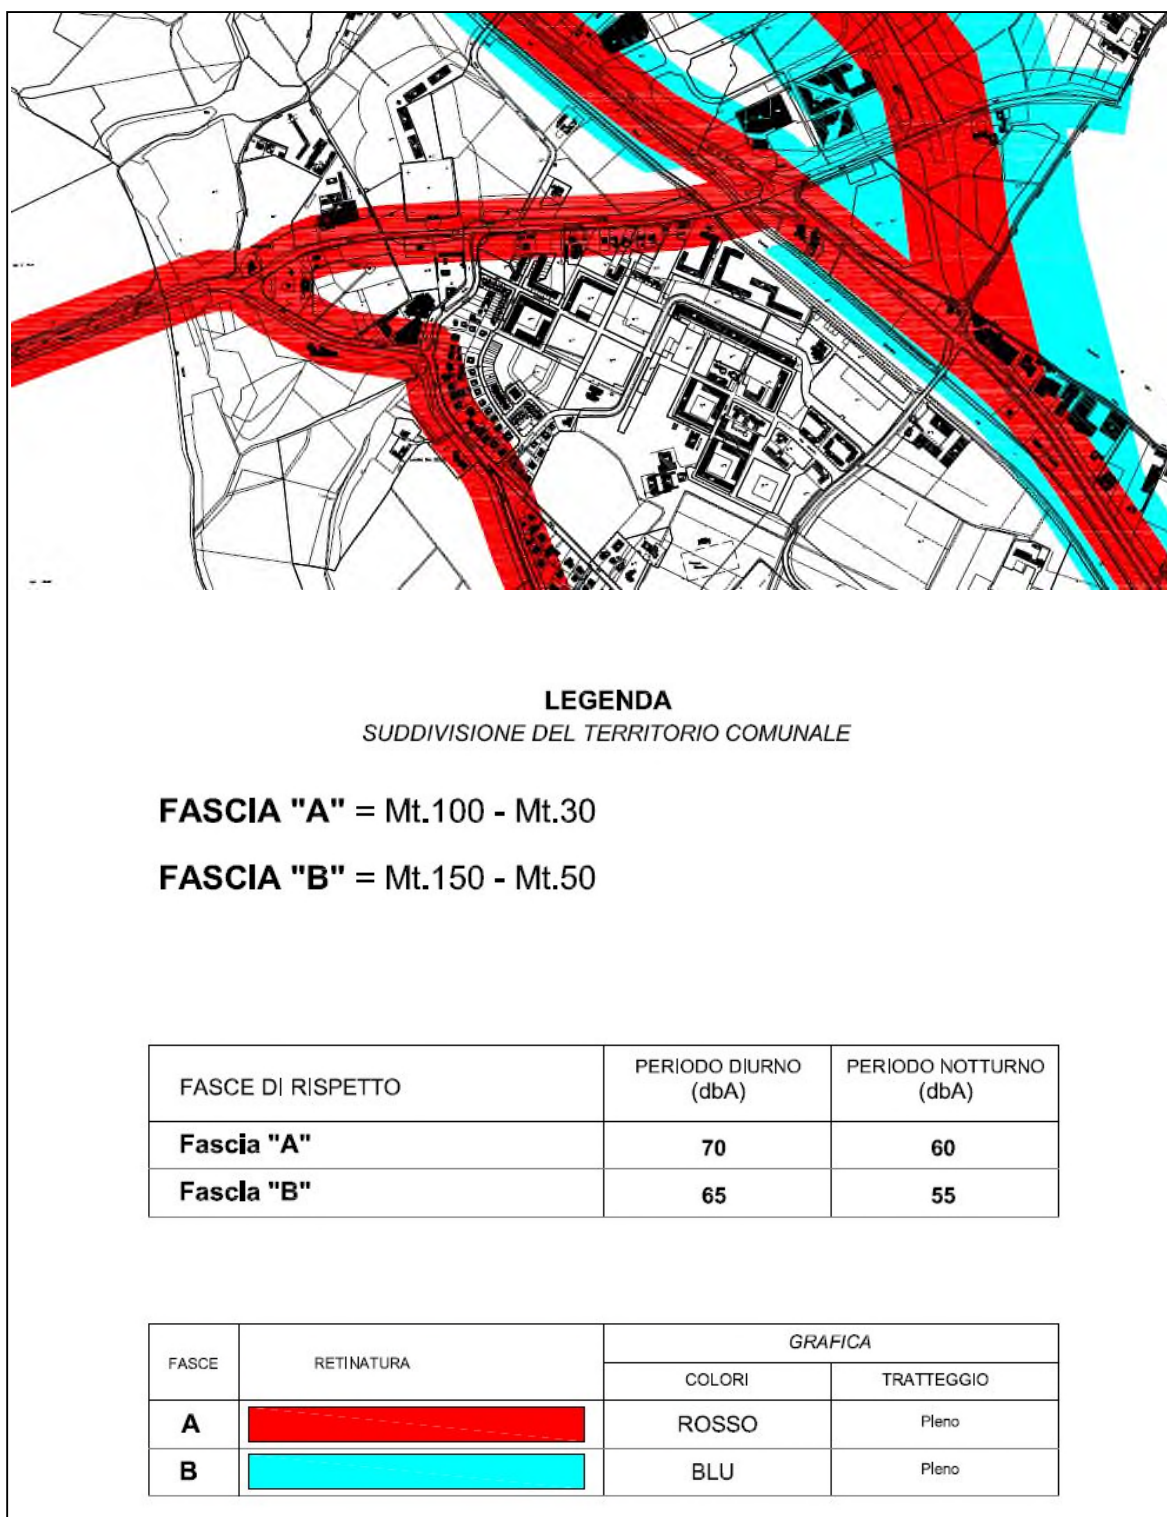 LEGENDA
SUDDIVISIONE DEL TERRITORIO COMUNALE
FASCIA "A" = Mt.100 - Mt.30
FASCIA "B" = Mt.150 - Mt.50
FASCE DI RISPETTO PERIODO DIURNO (dbA) PERIODO NOTTURNO (dbA)
Fascia "A" 70 60
Fascia "B" 65 55
FASCE RETINATURA GRAFICA
COLORI TRATTEGGIO
A ROSSO Pleno
B BLU Pleno